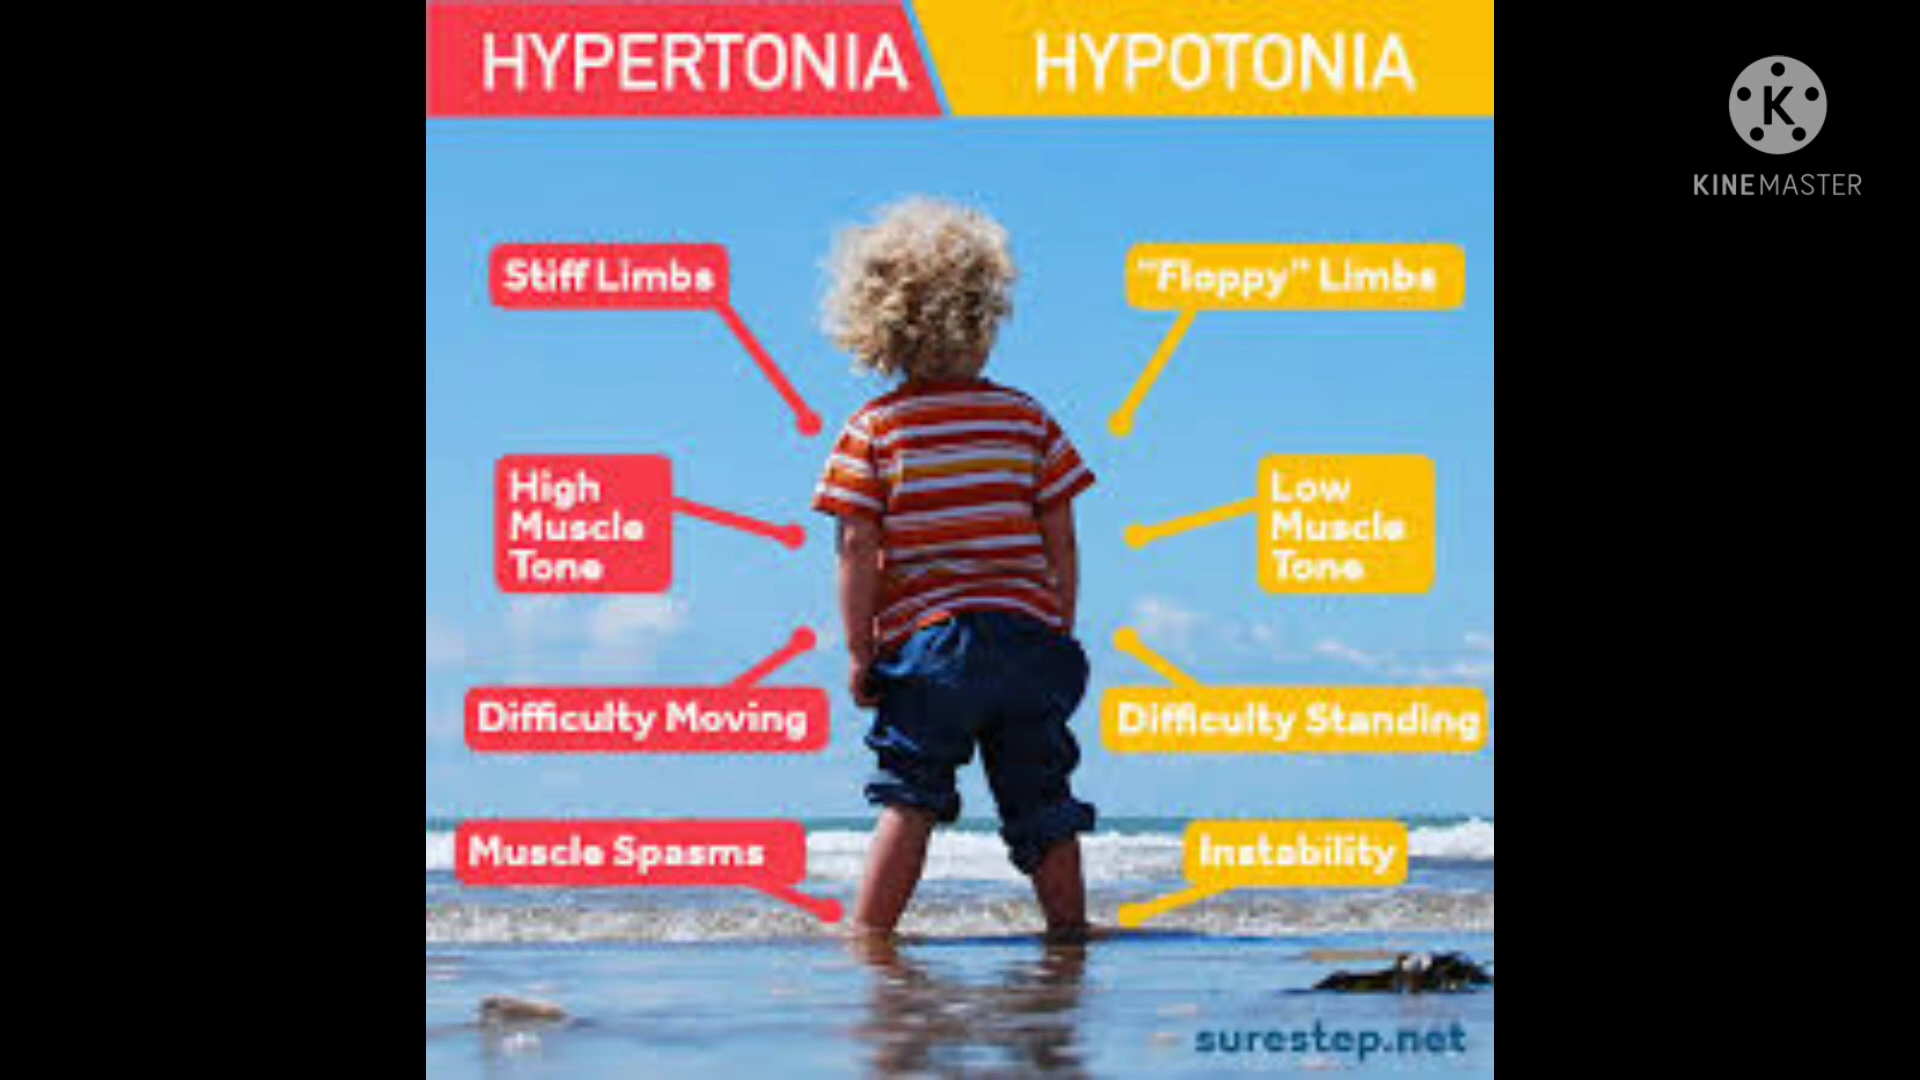 HYPERTONIA
HYPOTONIA
Stiff Limbs
"Floppy" Limbs
High
Muscle
Tone
Low
Muscle
Tone
Difficulty Moving
Difficulty Standing
Muscle Spasms
Instability
surestep.net
K
KINEMASTER